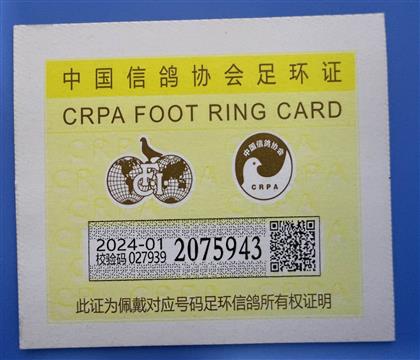 中国信鸽协会足环证
CRPA FOOT RING CARD
FCI
中国信鸽协会
CRPA
2024-01
校验码 027939
2075943
此证为佩戴对应号码足环信鸽所有权证明